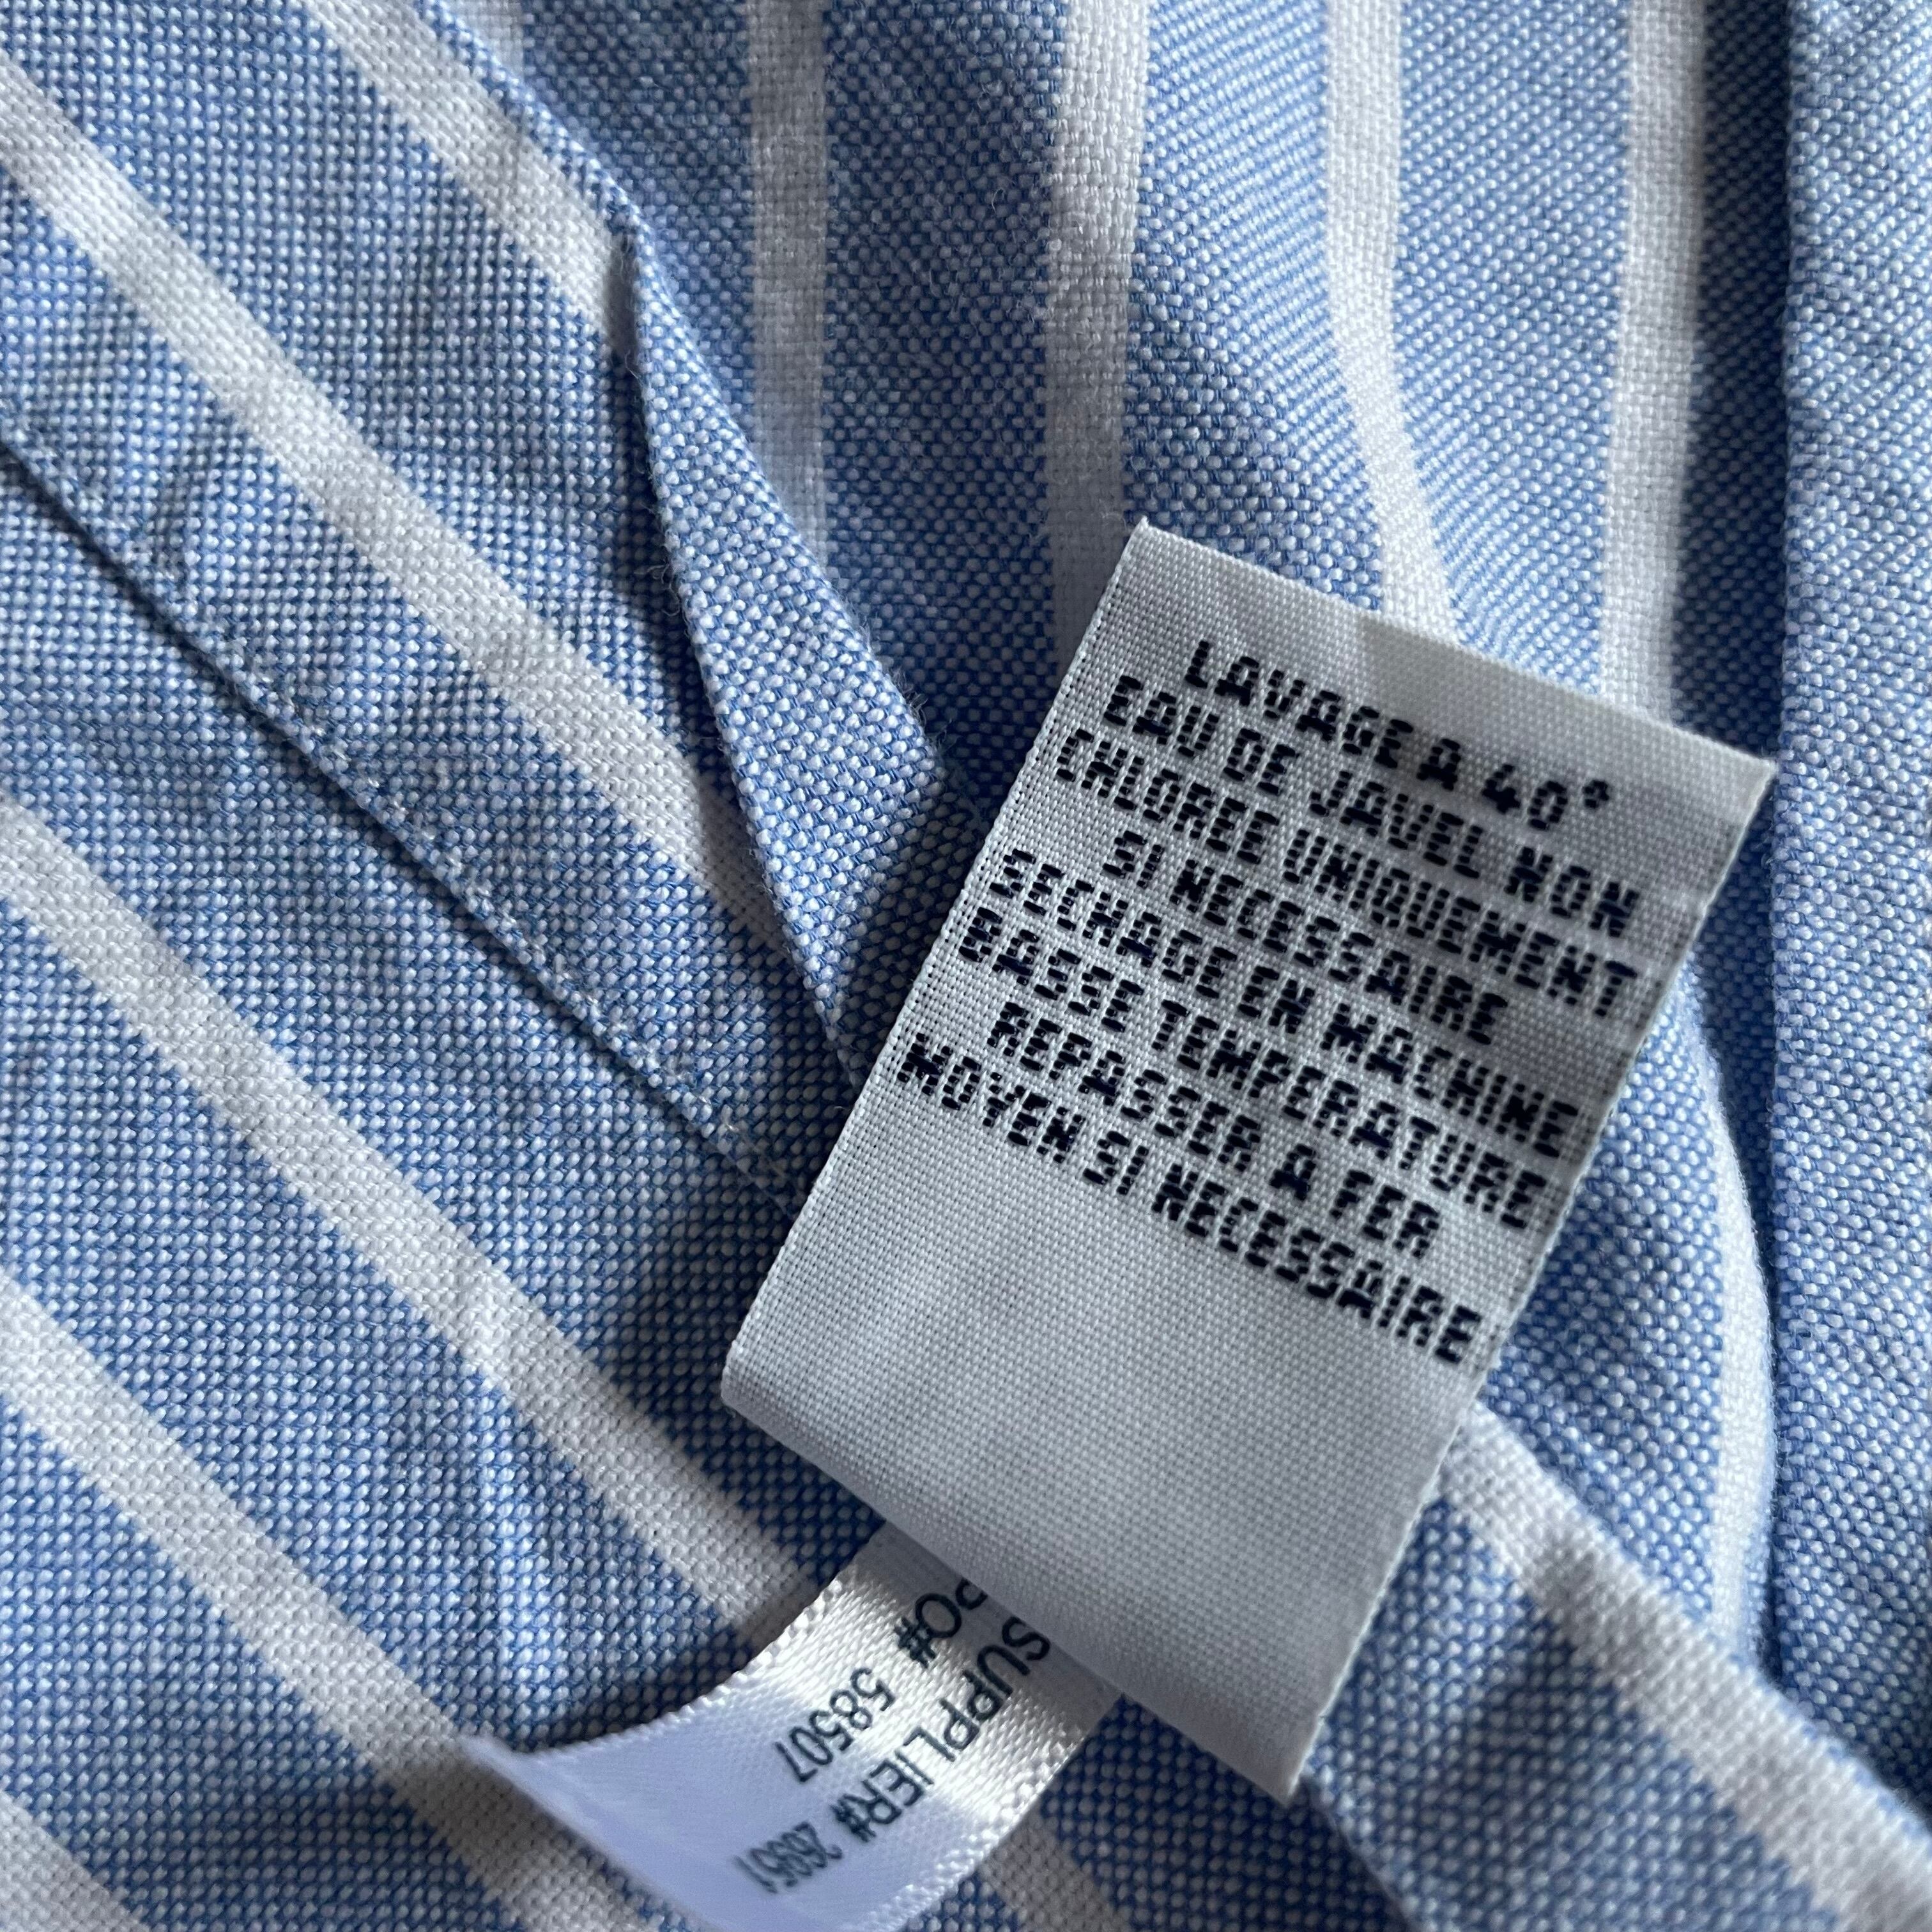 LAVAGE A 40°
EAU DE JAVEL NON
CHLOREE UNIQUEMENT
SI NECESSAIRE
SECHAGE EN MACHINE
BASSE TEMPERATURE
REPASSER A FER
MOYEN SI NECESSAIRE
SUPPLIER#
PO# 58507